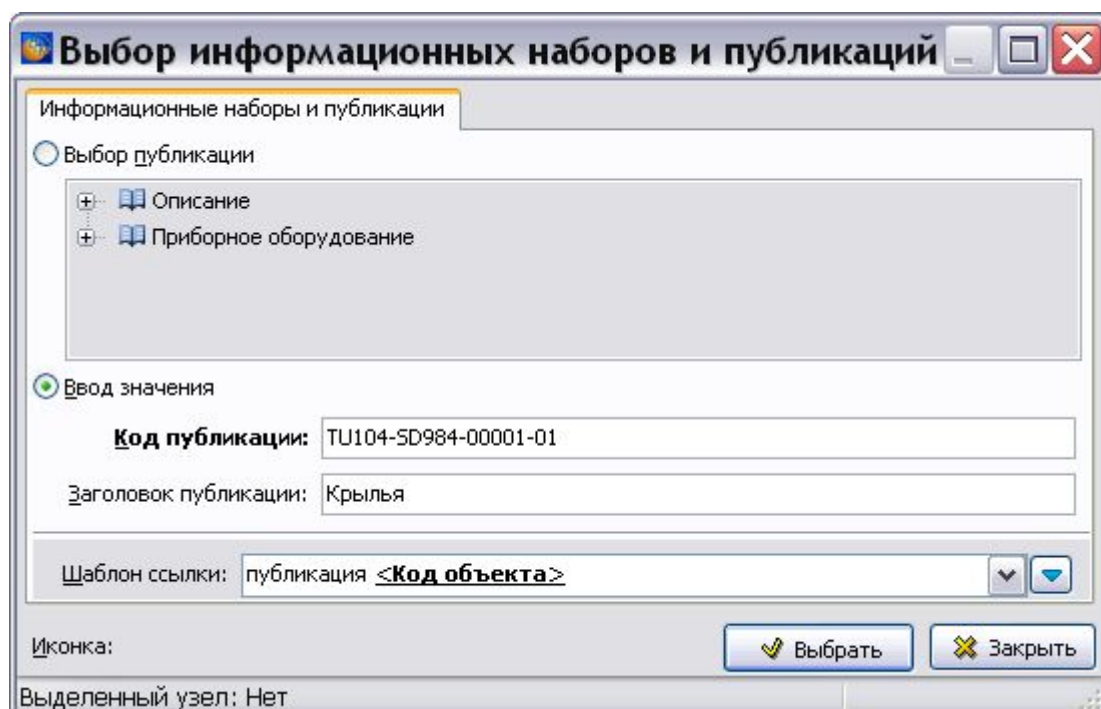 Выбор информационных наборов и публикаций
Информационные наборы и публикации
Выбор публикации
Описание
Приборное оборудование
Ввод значения
Код публикации: TU104-SD984-00001-01
Заголовок публикации: Крылья
Шаблон ссылки: публикация <Код объекта>
Иконка: Выбрать Закрыть
Выделенный узел: Нет